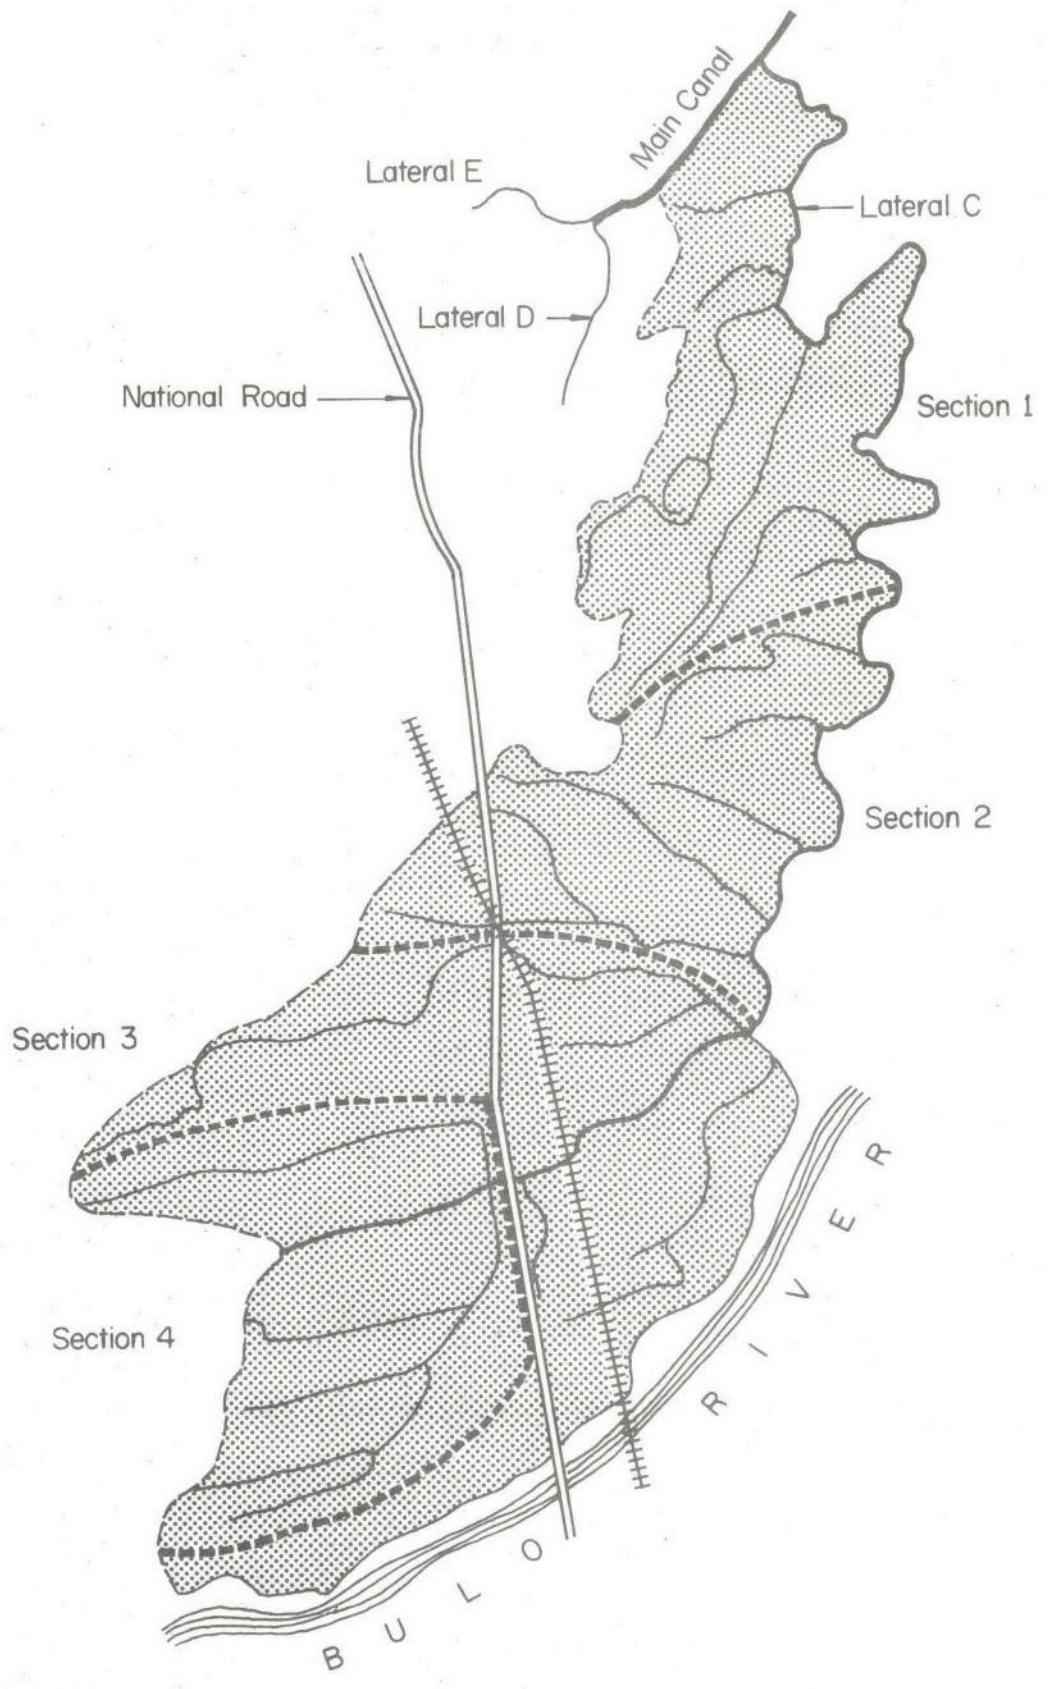 Main Canal
Lateral E
Lateral C
Lateral D
National Road
Section 1
Section 2
Section 3
Section 4
BULO RIVER